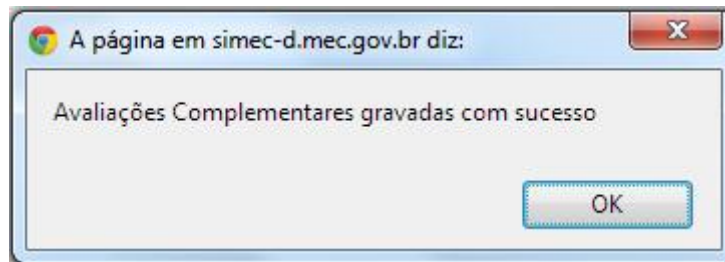 A página em simec-d.mec.gov.br diz:
Avaliações Complementares gravadas com sucesso
OK